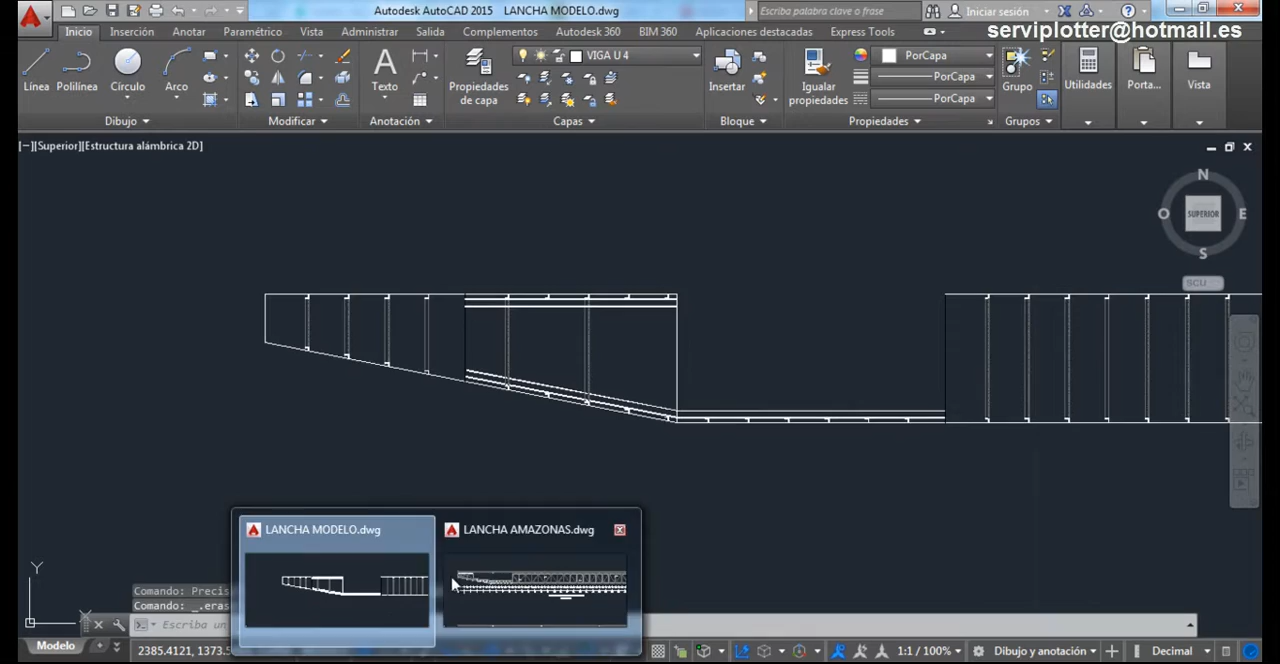 Autodesk AutoCAD 2015 LANCHA MODELO.dwg
Escriba palabra clave o frase
Iniciar sesión
serviplotter@hotmail.es
Inicio Inserción Anotar Paramétrico Vista Administrar Salida Complementos Autodesk 360 BIM 360 Aplicaciones destacadas Express Tools
VIGA U 4
PorCapa
PorCapa
PorCapa
Línea Polilínea Círculo Arco
Texto
Propiedades de capa
Insertar
Igualar propiedades
Grupo
Utilidades
Porta...
Vista
Dibujo Modificar Anotación Capas Bloque Propiedades Grupos
[−][Superior][Estructura alámbrica 2D]
N
O SUPERIOR E
S
SCU
LANCHA MODELO.dwg LANCHA AMAZONAS.dwg
Y
X
Comando: Precis
Comando: _.eras
Escriba un
Modelo
2385.4121, 1373.5
1:1 / 100%
Dibujo y anotación
Decimal